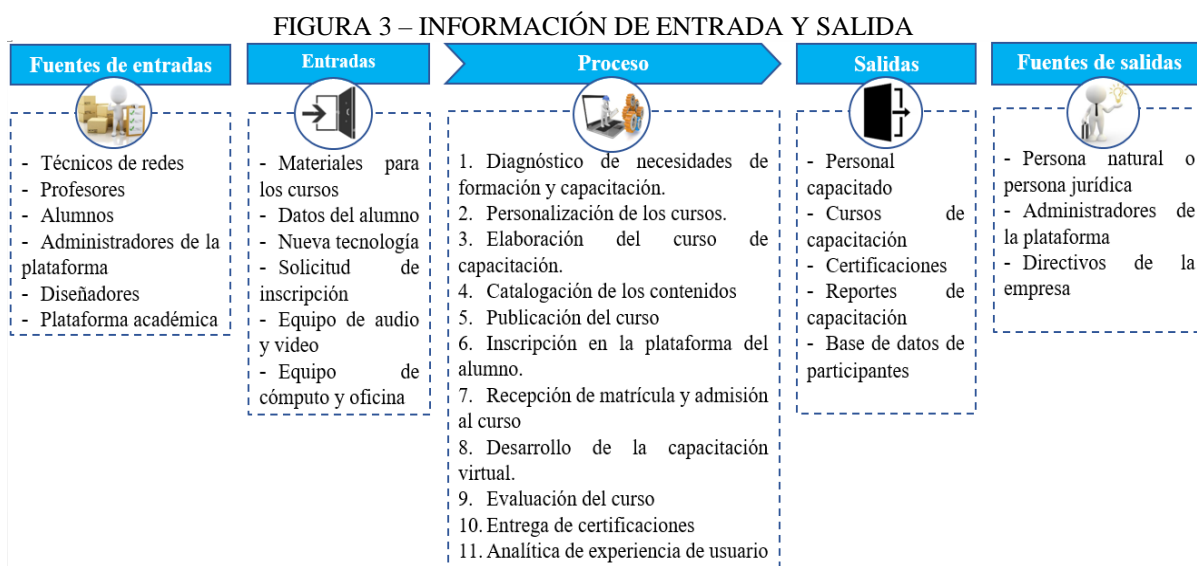 FIGURA 3 – INFORMACIÓN DE ENTRADA Y SALIDA
Fuentes de entradas
- Técnicos de redes
- Profesores
- Alumnos
- Administradores de la
plataforma
- Diseñadores
- Plataforma académica
Entradas
- Materiales para
los cursos
- Datos del alumno
- Nueva tecnología
- Solicitud de
inscripción
- Equipo de audio
y video
- Equipo de
cómputo y oficina
Proceso
1. Diagnóstico de necesidades de
formación y capacitación.
2. Personalización de los cursos.
3. Elaboración del curso de
capacitación.
4. Catalogación de los contenidos
5. Publicación del curso
6. Inscripción en la plataforma del
alumno.
7. Recepción de matrícula y admisión
al curso
8. Desarrollo de la capacitación
virtual.
9. Evaluación del curso
10. Entrega de certificaciones
11. Analítica de experiencia de usuario
Salidas
- Personal
capacitado
- Cursos de
capacitación
- Certificaciones
- Reportes de
capacitación
- Base de datos de
participantes
Fuentes de salidas
- Persona natural o
persona jurídica
- Administradores de
la plataforma
- Directivos de la
empresa